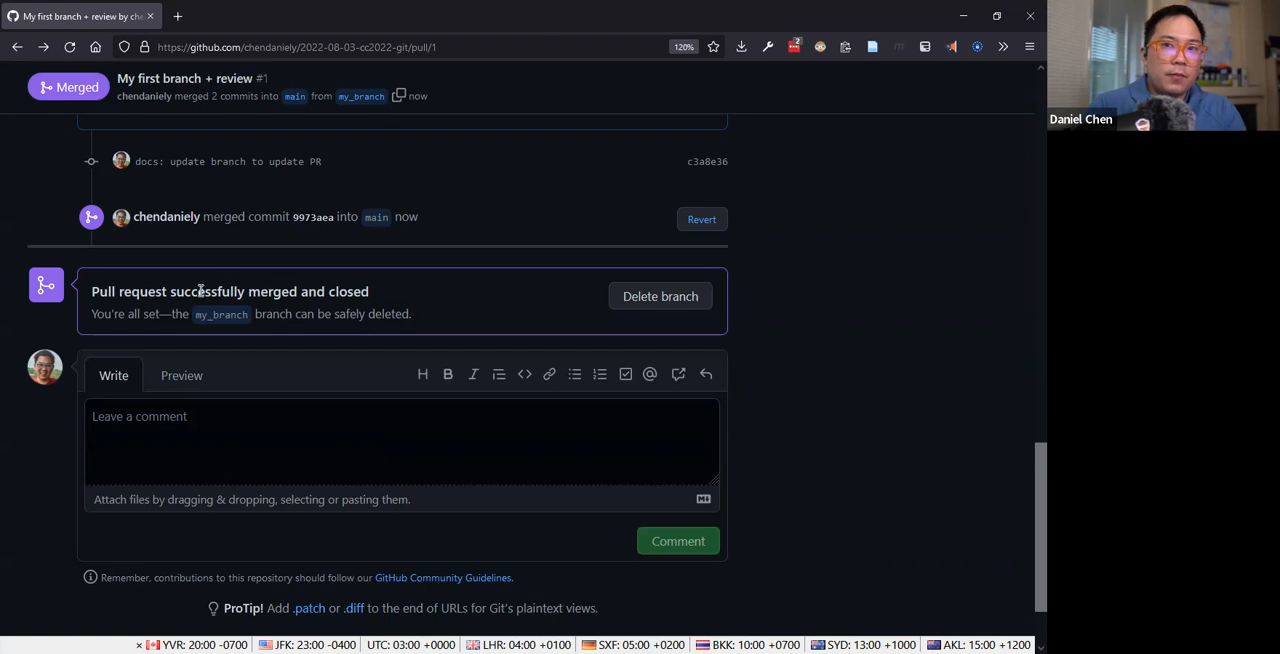 My first branch + review by che
https://github.com/chendaniely/2022-08-03-cc2022-git/pull/1
120%
2
Merged
My first branch + review #1
chendaniely merged 2 commits into main from my_branch now
docs: update branch to update PR
c3a8e36
chendaniely merged commit 9973aea into main now
Revert
Pull request successfully merged and closed
Delete branch
You're all set—the my_branch branch can be safely deleted.
Write
Preview
Leave a comment
Attach files by dragging & dropping, selecting or pasting them.
Comment
Remember, contributions to this repository should follow our GitHub Community Guidelines.
ProTip! Add .patch or .diff to the end of URLs for Git's plaintext views.
× YVR: 20:00 -0700 JFK: 23:00 -0400 UTC: 03:00 +0000 LHR: 04:00 +0100 SXF: 05:00 +0200 BKK: 10:00 +0700 SYD: 13:00 +1000 AKL: 15:00 +1200
Daniel Chen